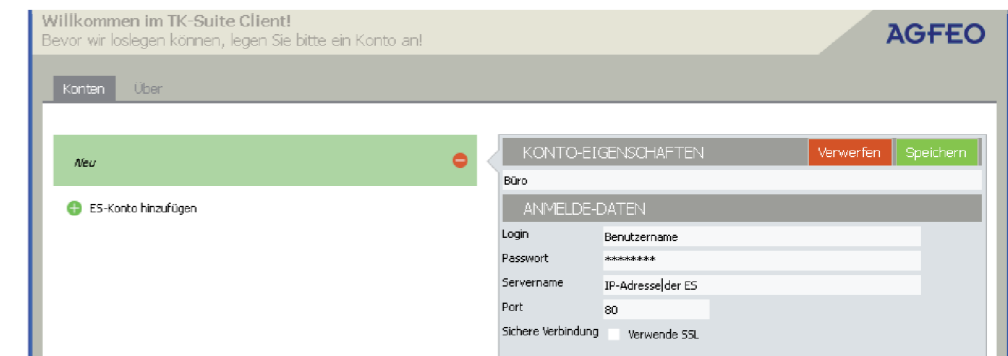 Willkommen im TK-Suite Client!
Bevor wir loslegen können, legen Sie bitte ein Konto an!
AGFEO
Konten Über
Neu
ES-Konto hinzufügen
KONTO-EIGENSCHAFTEN Verwerfen Speichern
Büro
ANMELDE-DATEN
Login Benutzername
Passwort ********
Servername IP-Adresse der ES
Port 80
Sichere Verbindung Verwende SSL